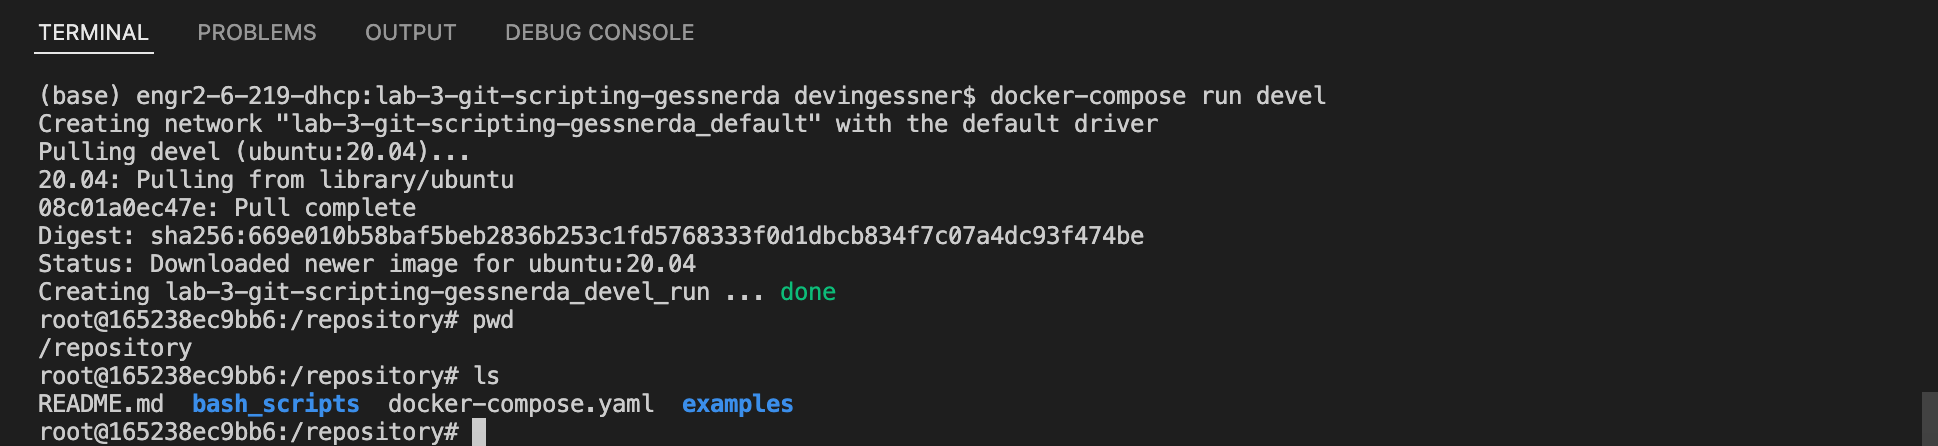 TERMINAL PROBLEMS OUTPUT DEBUG CONSOLE
(base) engr2-6-219-dhcp:lab-3-git-scripting-gessnerda devingessner$ docker-compose run devel
Creating network "lab-3-git-scripting-gessnerda_default" with the default driver
Pulling devel (ubuntu:20.04)...
20.04: Pulling from library/ubuntu
08c01a0ec47e: Pull complete
Digest: sha256:669e010b58baf5beb2836b253c1fd5768333f0d1dbcb834f7c07a4dc93f474be
Status: Downloaded newer image for ubuntu:20.04
Creating lab-3-git-scripting-gessnerda_devel_run ... done
root@165238ec9bb6:/repository# pwd
/repository
root@165238ec9bb6:/repository# ls
README.md  bash_scripts  docker-compose.yaml  examples
root@165238ec9bb6:/repository#